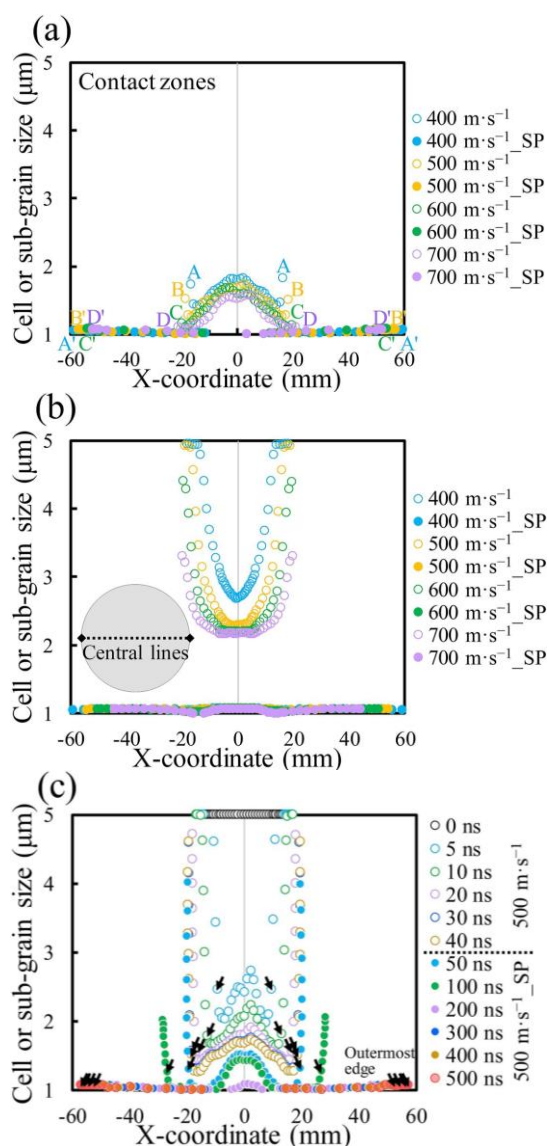 (a)
Cell or sub-grain size (μm)
5
4
3
2
1
Contact zones
A
A
B
B
C
C
D
D
B' D'
D' B'
A' C'
C' A'
-60 -40 -20 0 20 40 60
X-coordinate (mm)
400 m·s⁻¹
400 m·s⁻¹_SP
500 m·s⁻¹
500 m·s⁻¹_SP
600 m·s⁻¹
600 m·s⁻¹_SP
700 m·s⁻¹
700 m·s⁻¹_SP
(b)
Cell or sub-grain size (μm)
5
4
3
2
1
Central lines
-60 -40 -20 0 20 40 60
X-coordinate (mm)
400 m·s⁻¹
400 m·s⁻¹_SP
500 m·s⁻¹
500 m·s⁻¹_SP
600 m·s⁻¹
600 m·s⁻¹_SP
700 m·s⁻¹
700 m·s⁻¹_SP
(c)
Cell or sub-grain size (μm)
5
4
3
2
1
Outermost
edge
-60 -40 -20 0 20 40 60
X-coordinate (mm)
0 ns
5 ns
10 ns
20 ns
30 ns
40 ns
500 m·s⁻¹
50 ns
100 ns
200 ns
300 ns
400 ns
500 ns
500 m·s⁻¹_SP